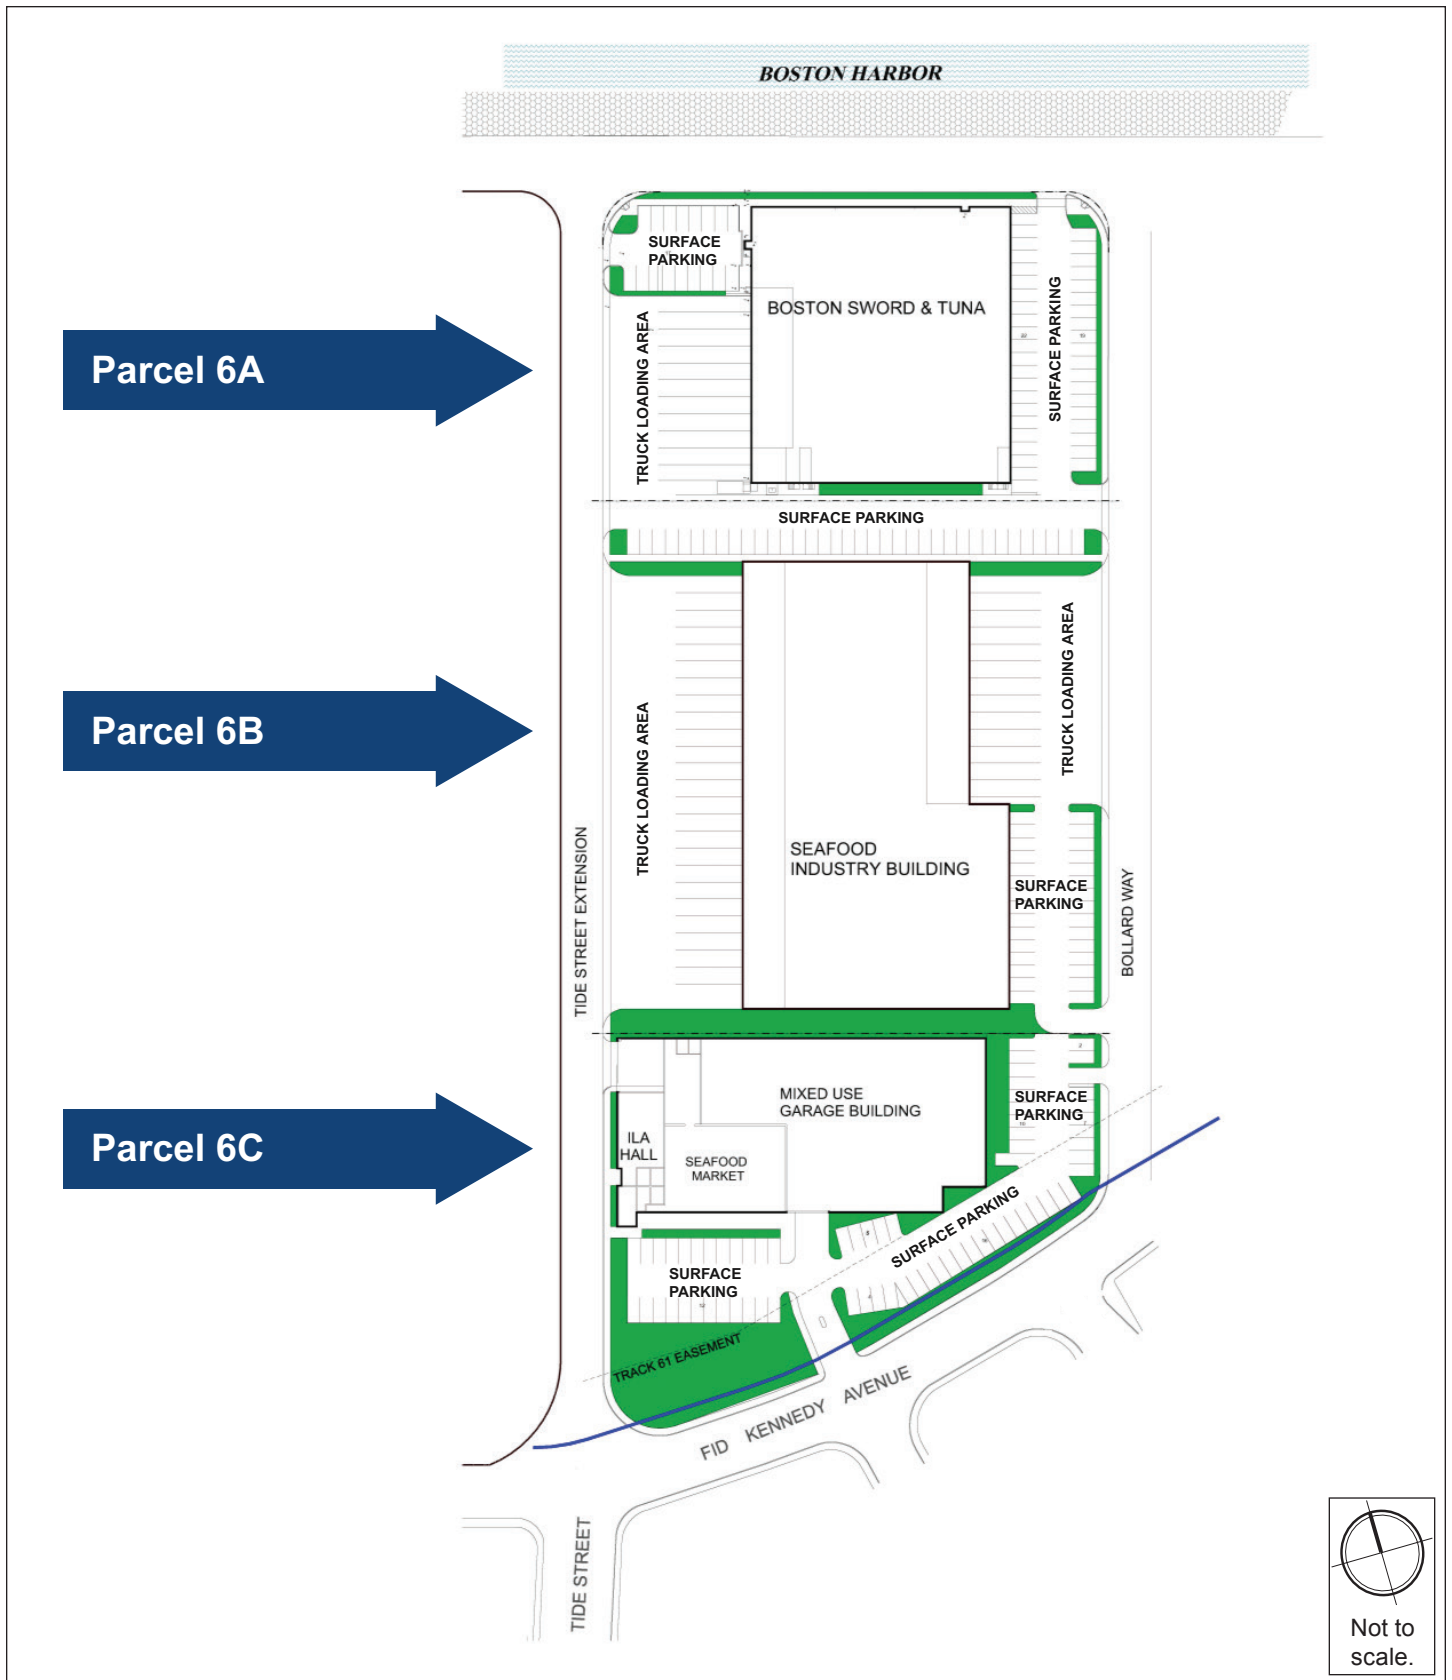 BOSTON HARBOR
SURFACE
PARKING
BOSTON SWORD & TUNA
SURFACE PARKING
TRUCK LOADING AREA
Parcel 6A
SURFACE PARKING
TRUCK LOADING AREA
Parcel 6B
TRUCK LOADING AREA
SEAFOOD
INDUSTRY BUILDING
SURFACE
PARKING
TIDE STREET EXTENSION
BOLLARD WAY
MIXED USE
GARAGE BUILDING
SURFACE
PARKING
Parcel 6C
ILA
HALL
SEAFOOD
MARKET
SURFACE PARKING
SURFACE
PARKING
TRACK 61 EASEMENT
FID KENNEDY AVENUE
TIDE STREET
Not to
scale.